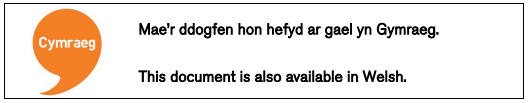 Cymraeg
Mae'r ddogfen hon hefyd ar gael yn Gymraeg.
This document is also available in Welsh.